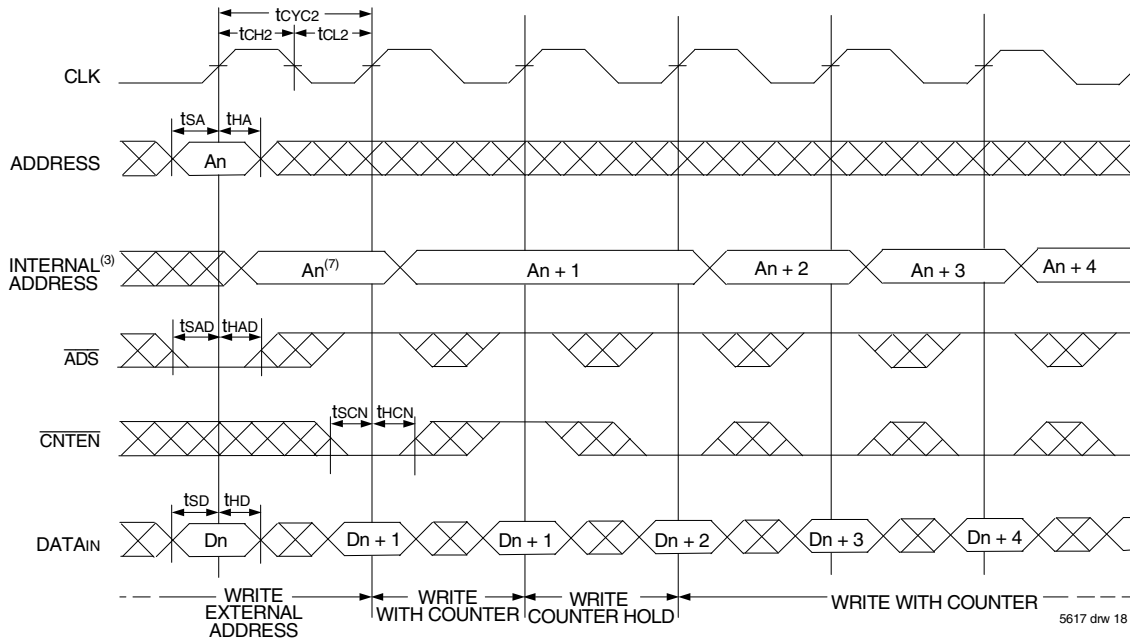 tCYC2
tCH2 tCL2
CLK
tSA tHA
ADDRESS An
INTERNAL(3)
ADDRESS
An(7) An + 1 An + 2 An + 3 An + 4
tSAD tHAD
ADS
tSCN tHCN
CNTEN
tSD tHD
DATAIN Dn Dn + 1 Dn + 1 Dn + 2 Dn + 3 Dn + 4
WRITE
EXTERNAL
ADDRESS
WRITE
WITH COUNTER
WRITE
COUNTER HOLD
WRITE WITH COUNTER
5617 drw 18